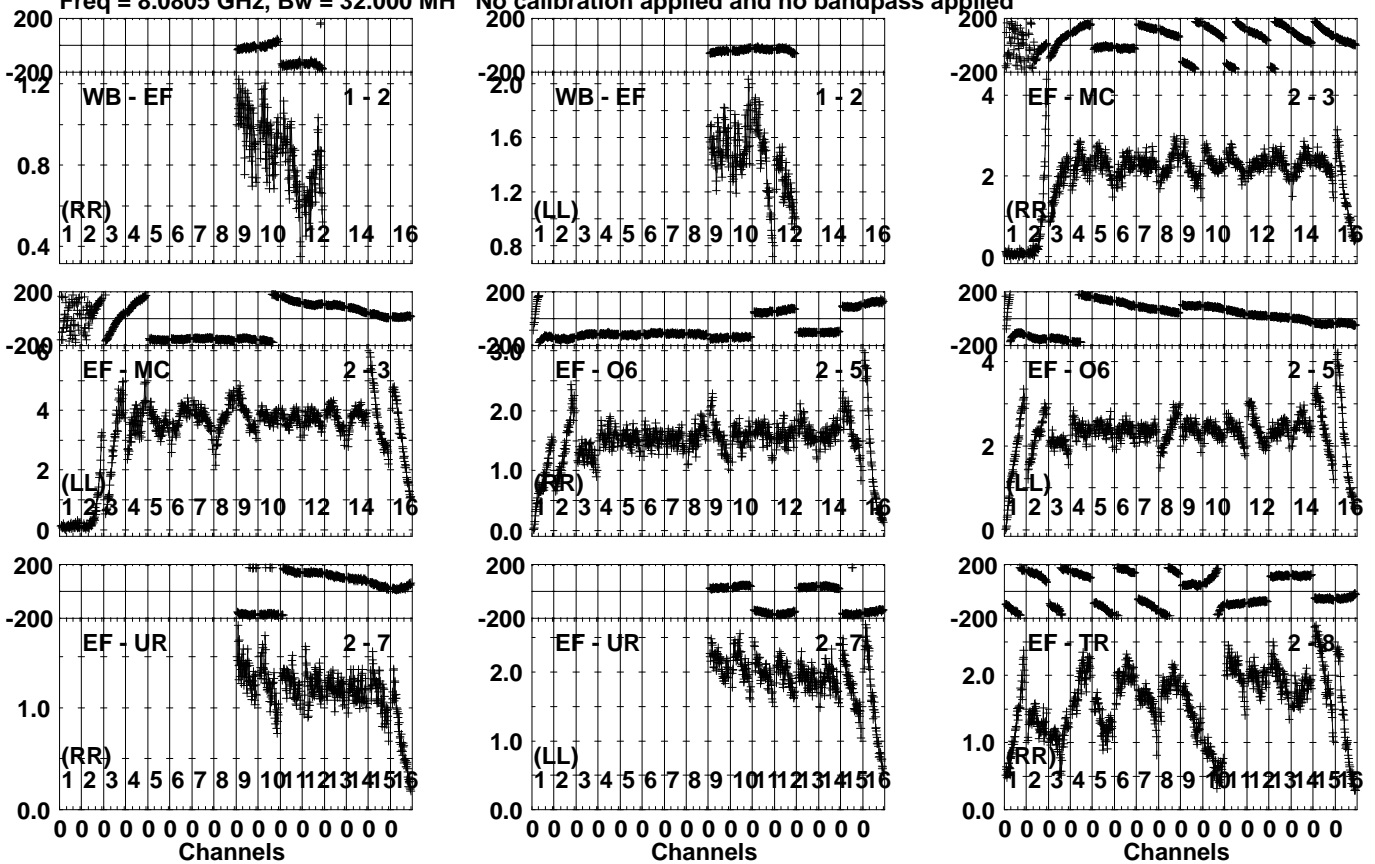 Freq = 8.0805 GHz, Bw = 32.000 MH No calibration applied and no bandpass applied
200
-200
1.2
0.8
0.4
WB - EF 1 - 2
(RR)
1 2 3 4 5 6 7 8 9 10 12 14 16
200
-200
2.0
1.6
1.2
0.8
WB - EF 1 - 2
(LL)
1 2 3 4 5 6 7 8 9 10 12 14 16
200
-200
4
2
0
EF - MC 2 - 3
(RR)
1 2 3 4 5 6 7 8 9 10 12 14 16
200
-200
6
4
2
0
EF - MC 2 - 3
(LL)
1 2 3 4 5 6 7 8 9 10 12 14 16
200
-200
3.0
2.0
1.0
0.0
EF - O6 2 - 5
(RR)
1 2 3 4 5 6 7 8 9 10 12 14 16
200
-200
4
2
0
EF - O6 2 - 5
(LL)
1 2 3 4 5 6 7 8 9 10 12 14 16
200
-200
1.0
0.0
EF - UR 2 - 7
(RR)
1 2 3 4 5 6 7 8 9 10 11 12 13 14 15 16
0 0 0 0 0 0 0 0 0 0 0 0 0 0 0 0
Channels
200
-200
2.0
1.0
0.0
EF - UR 2 - 7
(LL)
1 2 3 4 5 6 7 8 9 10 11 12 13 14 15 16
0 0 0 0 0 0 0 0 0 0 0 0 0 0 0 0
Channels
200
-200
2.0
1.0
0.0
EF - TR 2 - 8
(RR)
1 2 3 4 5 6 7 8 9 10 11 12 13 14 15 16
0 0 0 0 0 0 0 0 0 0 0 0 0 0 0 0
Channels